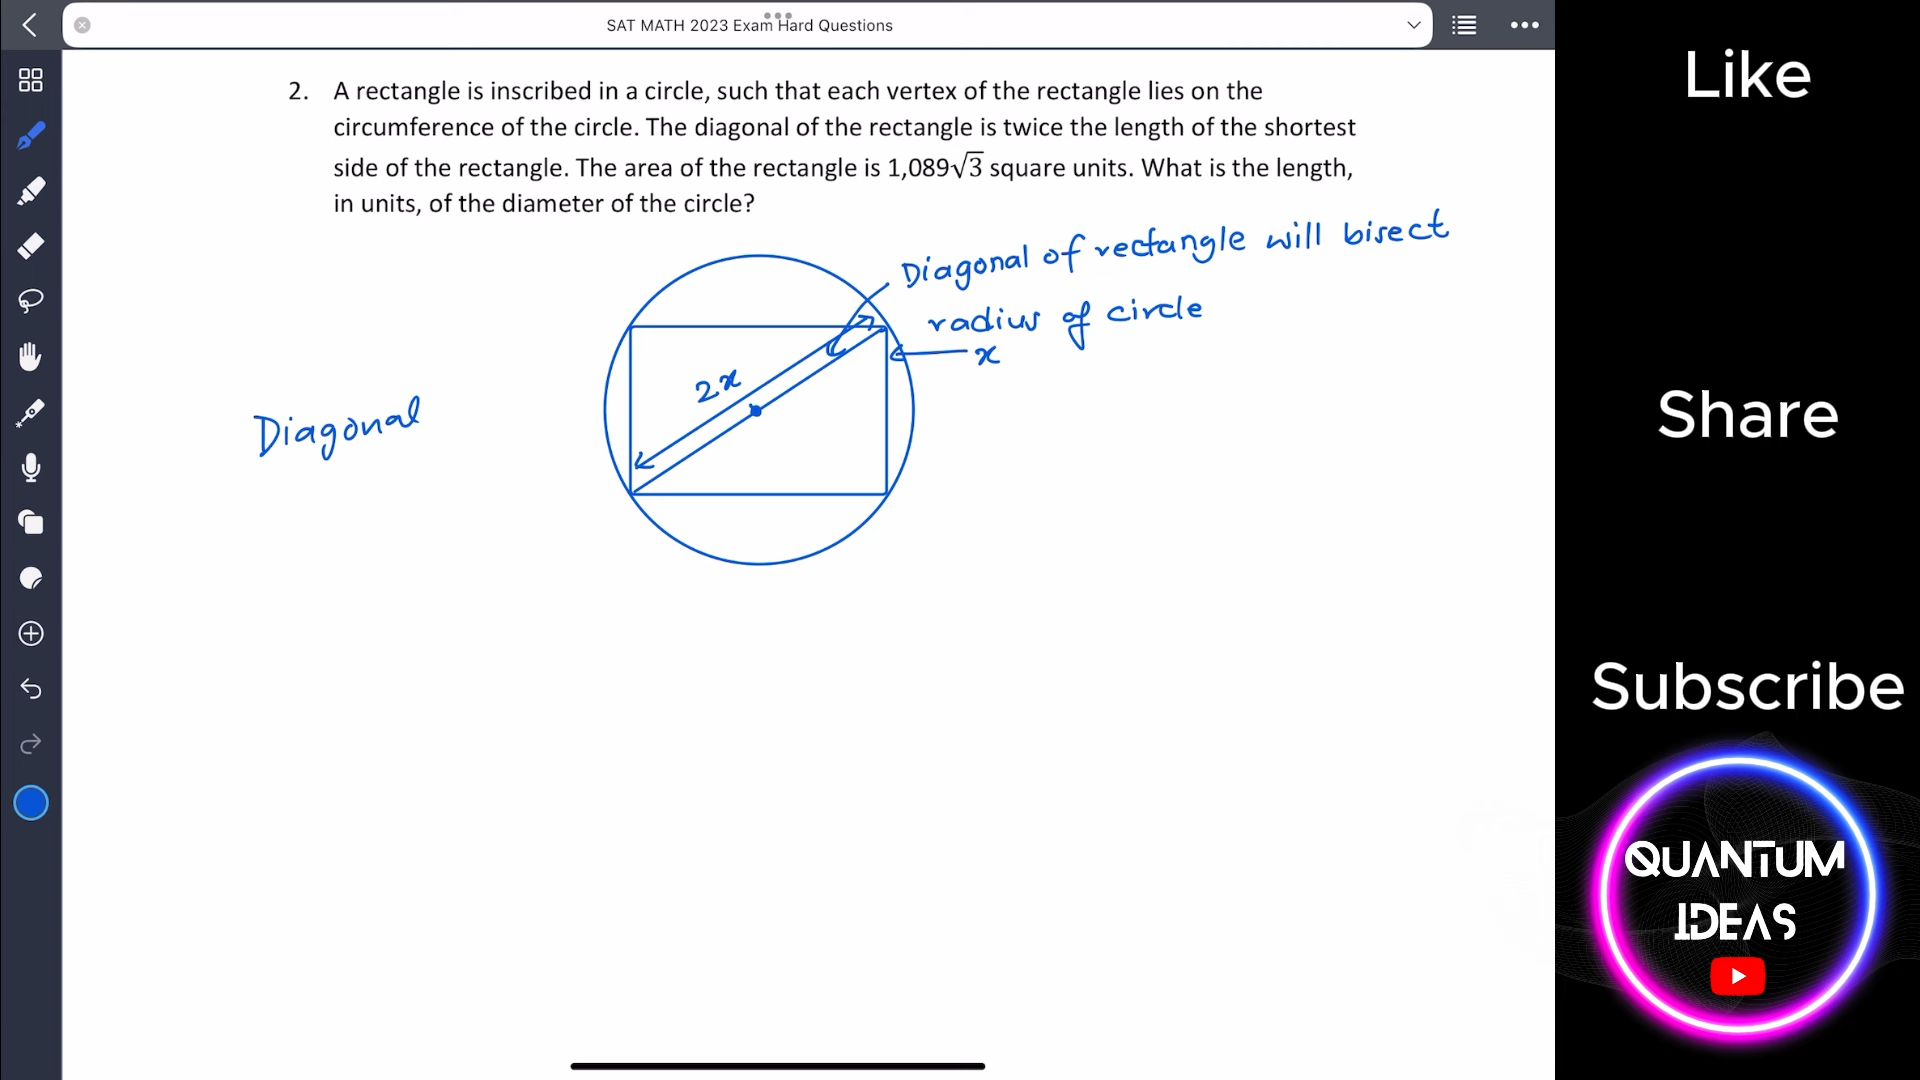 SAT MATH 2023 Exam Hard Questions
2. A rectangle is inscribed in a circle, such that each vertex of the rectangle lies on the
circumference of the circle. The diagonal of the rectangle is twice the length of the shortest
side of the rectangle. The area of the rectangle is 1,089√3 square units. What is the length,
in units, of the diameter of the circle?
Diagonal of rectangle will bisect
radius of circle
x
2x
Diagonal
Like
Share
Subscribe
QUANTUM
IDEAS